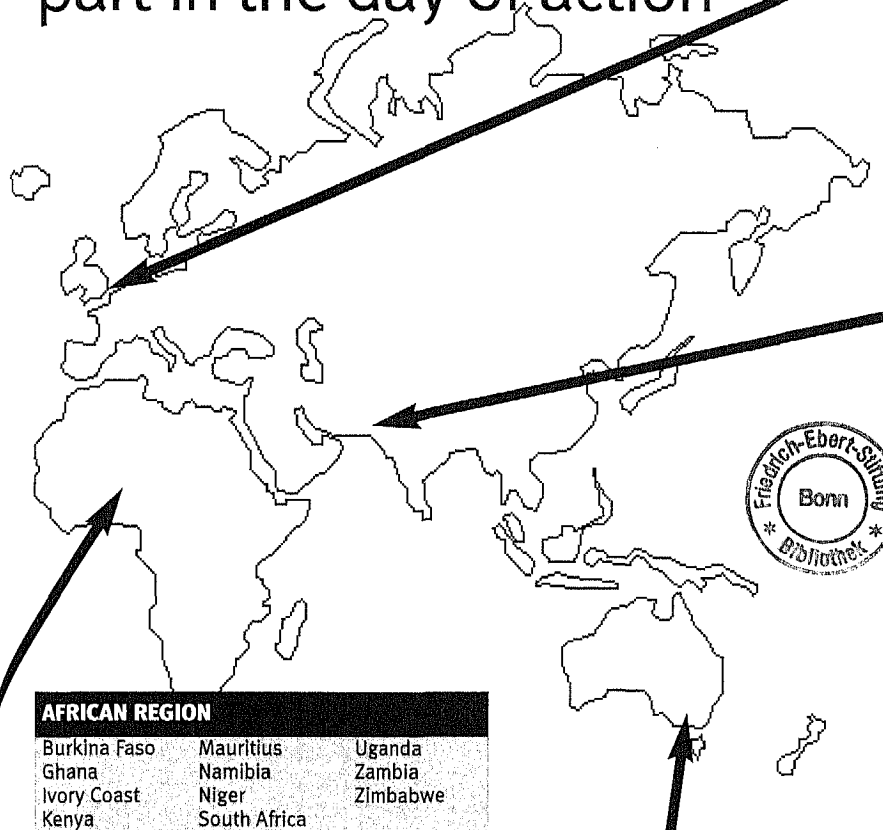 part in the day of action
Friedrich-Ebert-Stiftung
Bonn
* Bibliothek *
AFRICAN REGION
Burkina Faso Mauritius Uganda
Ghana Namibia Zambia
Ivory Coast Niger Zimbabwe
Kenya South Africa